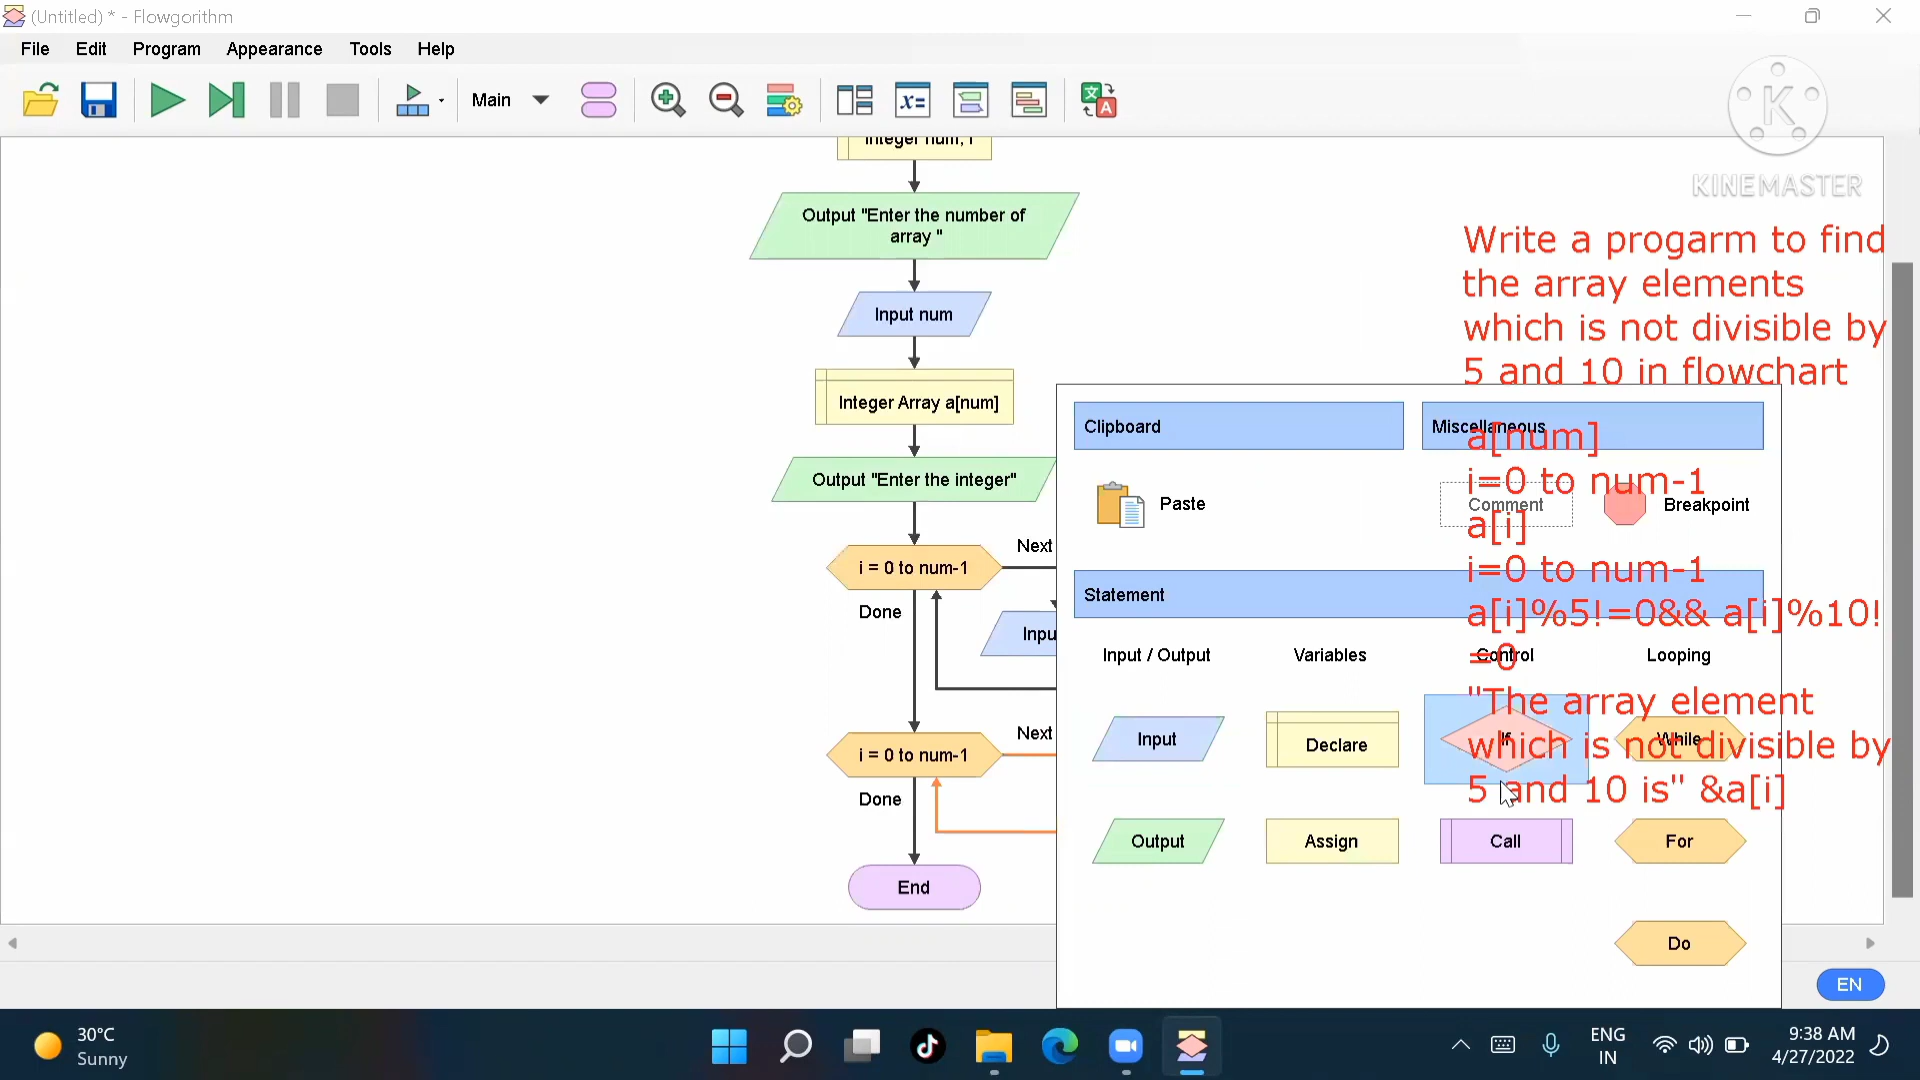 (Untitled) * - Flowgorithm
File Edit Program Appearance Tools Help
Main
x=
A
K
KINEMASTER
Integer num, i
Output "Enter the number of
array "
Input num
Integer Array a[num]
Output "Enter the integer"
Next
i = 0 to num-1
Done
Inpu
Next
i = 0 to num-1
Done
End
Write a progarm to find
the array elements
which is not divisible by
5 and 10 in flowchart
a[num]
i=0 to num-1
a[i]
i=0 to num-1
a[i]%5!=0&& a[i]%10!
=0
"The array element
which is not divisible by
5 and 10 is" &a[i]
Clipboard
Miscellaneous
Paste
Comment
Breakpoint
Statement
Input / Output
Variables
Control
Looping
Input
Declare
If
While
Output
Assign
Call
For
Do
EN
30°C
Sunny
ENG
IN
9:38 AM
4/27/2022